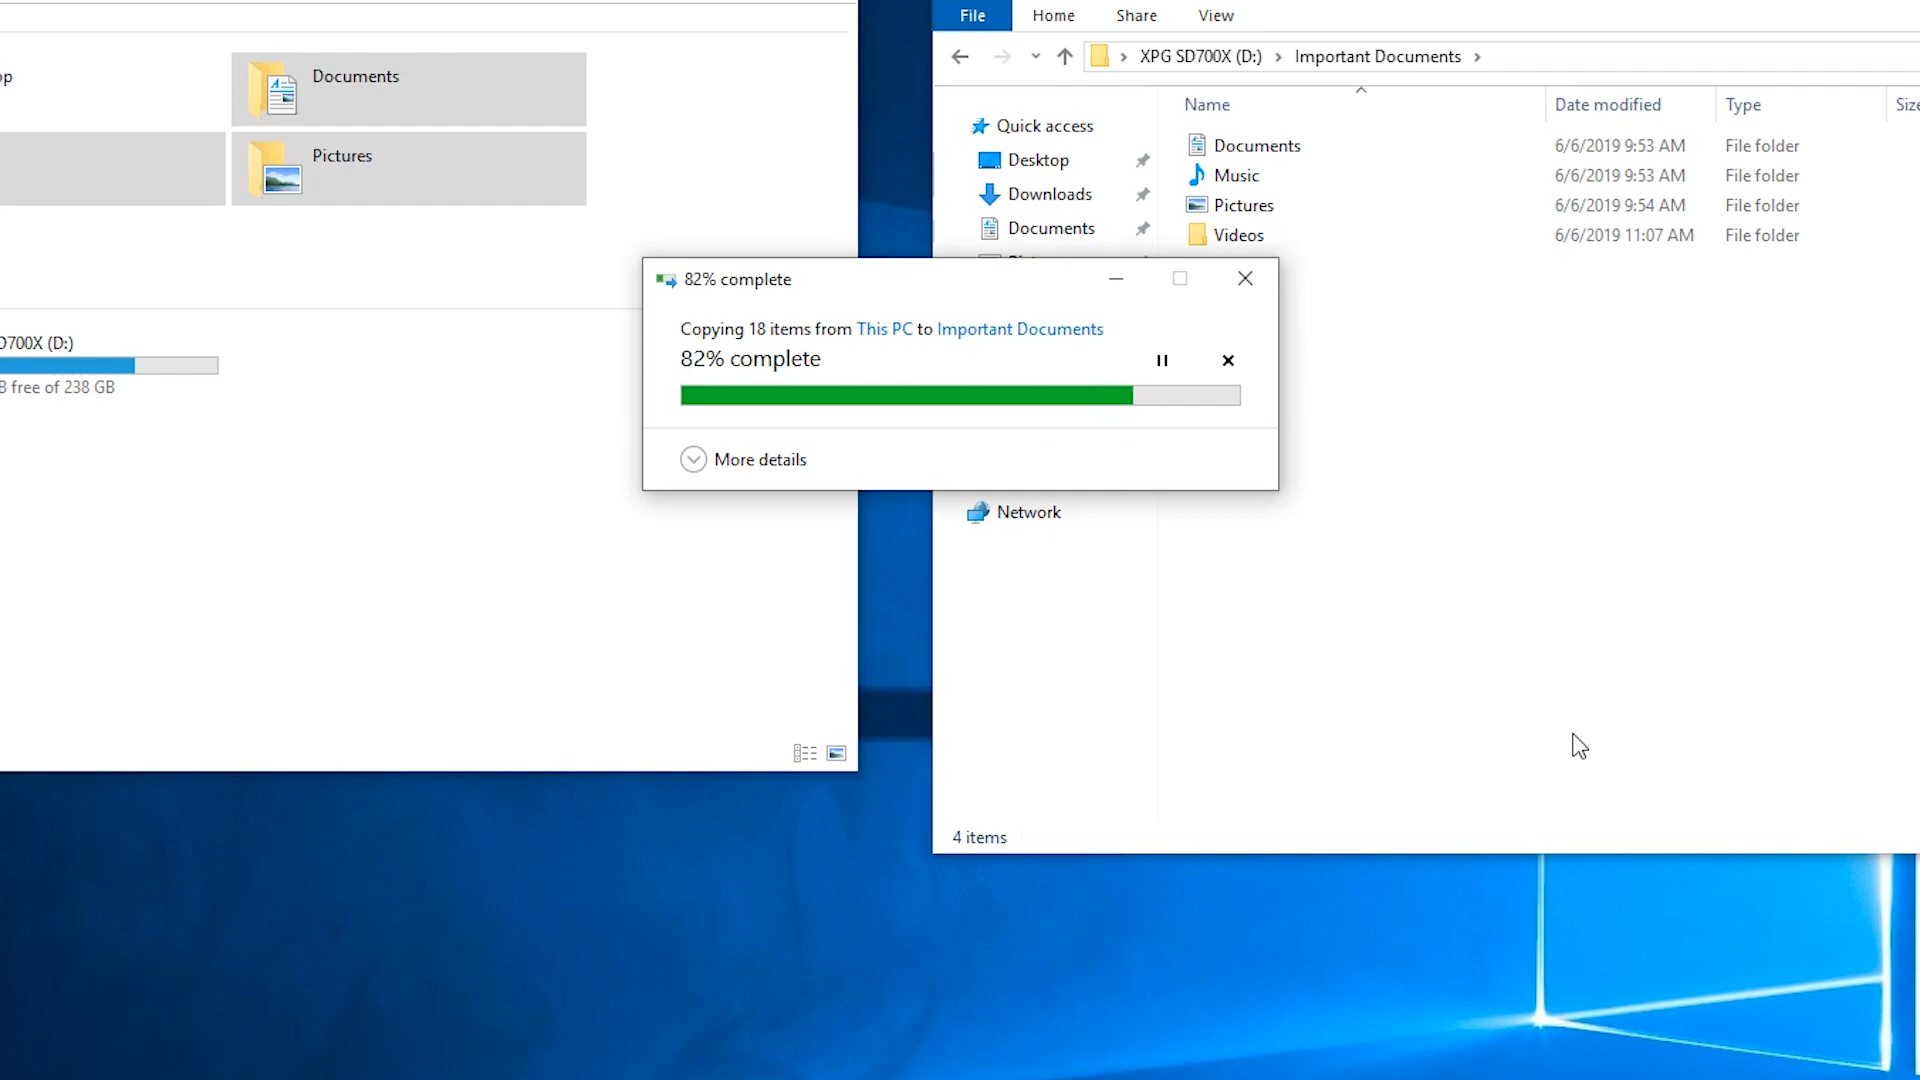 File Home Share View
XPG SD700X (D:) Important Documents
op
Documents
Pictures
D700X (D:)
B free of 238 GB
Quick access
Desktop
Downloads
Documents
Network
Name Date modified Type Size
Documents 6/6/2019 9:53 AM File folder
Music 6/6/2019 9:53 AM File folder
Pictures 6/6/2019 9:54 AM File folder
Videos 6/6/2019 11:07 AM File folder
82% complete
Copying 18 items from This PC to Important Documents
82% complete
More details
4 items